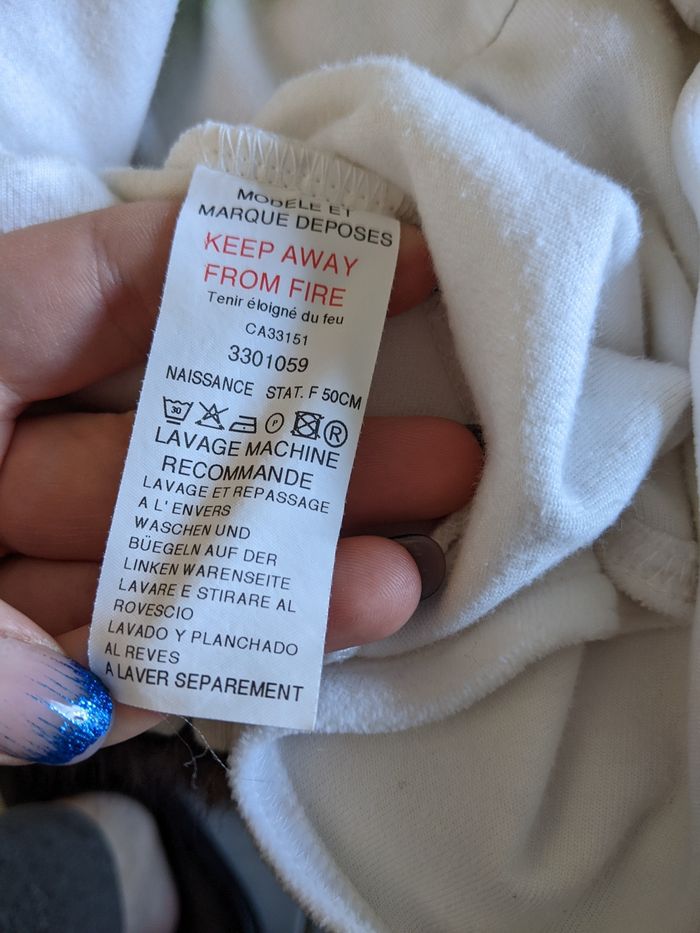 MODELE ET
MARQUE DEPOSES
KEEP AWAY
FROM FIRE
Tenir éloigné du feu
CA33151
3301059
NAISSANCE STAT. F 50CM
30 P R
LAVAGE MACHINE
RECOMMANDE
LAVAGE ET REPASSAGE
A L' ENVERS
WASCHEN UND
BÜEGELN AUF DER
LINKEN WARENSEITE
LAVARE E STIRARE AL
ROVESCIO
LAVADO Y PLANCHADO
AL REVES
A LAVER SEPAREMENT